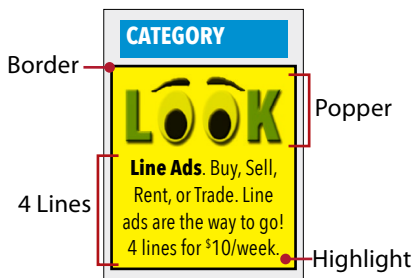 CATEGORY
Border
LOOK
Popper
Line Ads. Buy, Sell,
Rent, or Trade. Line
ads are the way to go!
4 lines for $10/week.
4 Lines
Highlight